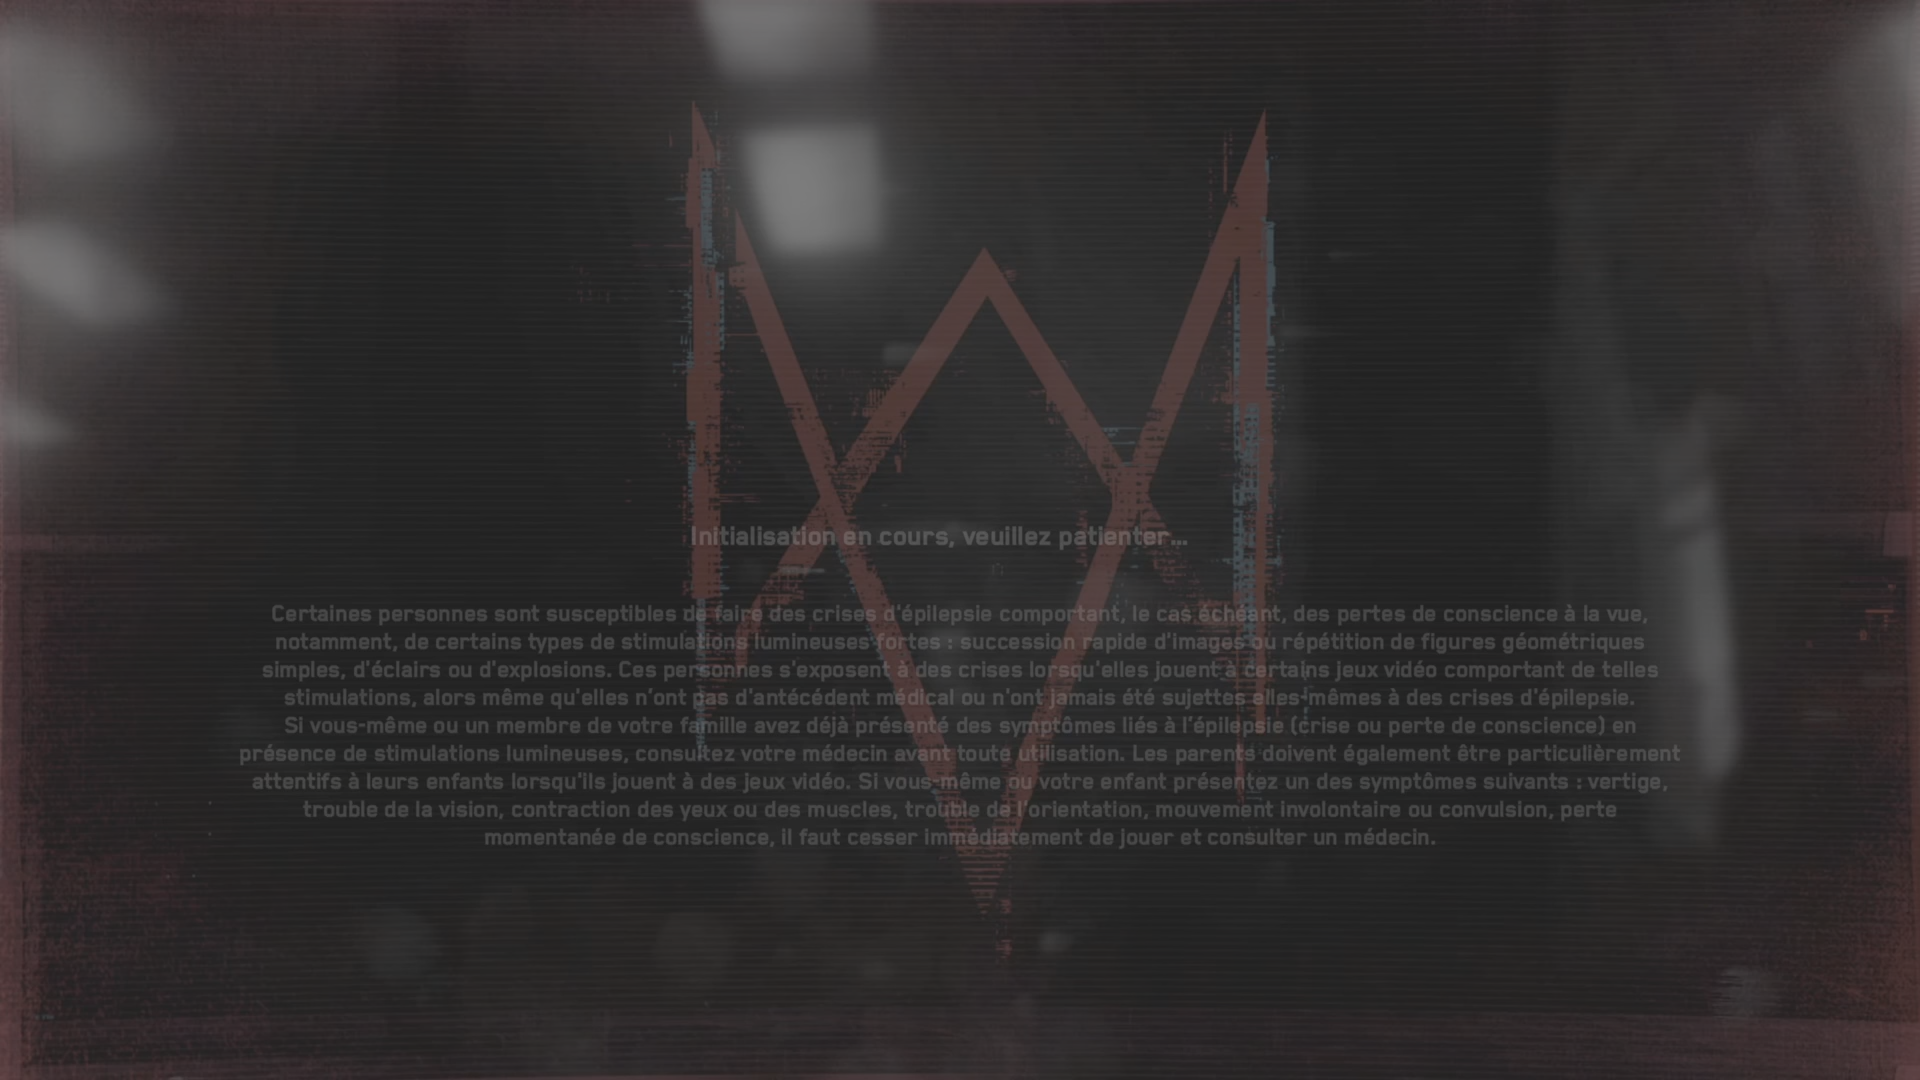 Initialisation en cours, veuillez patienter...
Certaines personnes sont susceptibles de faire des crises d'épilepsie comportant, le cas échéant, des pertes de conscience à la vue,
notamment, de certains types de stimulations lumineuses fortes : succession rapide d'images ou répétition de figures géométriques
simples, d'éclairs ou d'explosions. Ces personnes s'exposent à des crises lorsqu'elles jouent à certains jeux vidéo comportant de telles
stimulations, alors même qu'elles n'ont pas d'antécédent médical ou n'ont jamais été sujettes elles-mêmes à des crises d'épilepsie.
Si vous-même ou un membre de votre famille avez déjà présenté des symptômes liés à l'épilepsie (crise ou perte de conscience) en
présence de stimulations lumineuses, consultez votre médecin avant toute utilisation. Les parents doivent également être particulièrement
attentifs à leurs enfants lorsqu'ils jouent à des jeux vidéo. Si vous-même ou votre enfant présentez un des symptômes suivants : vertige,
trouble de la vision, contraction des yeux ou des muscles, trouble de l'orientation, mouvement involontaire ou convulsion, perte
momentanée de conscience, il faut cesser immédiatement de jouer et consulter un médecin.